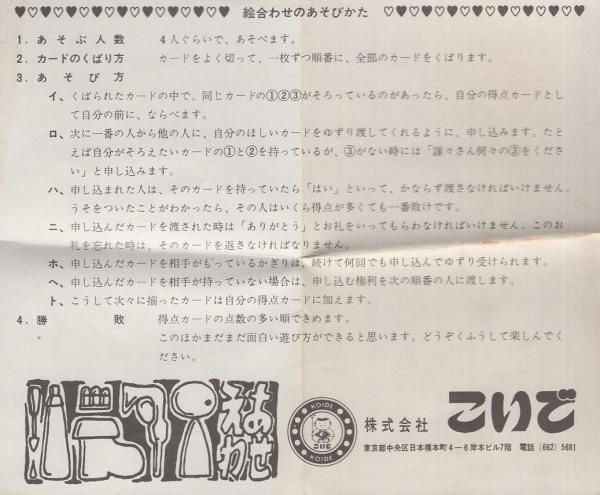 ♥♡♥♡♥♡♥♡♥♡♥♡♥♡♥♡♥ 絵合わせのあそびかた ♡♥♡♥♡♥♡♥♡♥♡♥♡♥♡♥
1．あそぶ人数　4人ぐらいで、あそべます。
2．カードのくばり方　カードをよく切って、一枚ずつ順番に、全部のカードをくばります。
3．あそび方
イ、くばられたカードの中で、同じカードの①②③がそろっているのがあったら、自分の得点カードとし
て自分の前に、ならべます。
ロ、次に一番の人から他の人に、自分のほしいカードをゆずり渡してくれるように、申し込みます。たと
えば自分がそろえたいカードの①と②を持っているが、③がない時には「誰々さん何々の③をくださ
い」と申し込みます。
ハ、申し込まれた人は、そのカードを持っていたら「はい」といって、かならず渡さなければいけません。
うそをついたことがわかったら、その人はいくら得点が多くても一番敗けです。
ニ、申し込んだカードを渡された時は「ありがとう」とお礼をいってもらわなければいけません。このお
礼を忘れた時は、そのカードを返さなければなりません。
ホ、申し込んだカードを相手がもっているかぎりは、続けて何回でも申し込んでゆずり受けられます。
ヘ、申し込んだカードを相手が持っていない場合は、申し込む権利を次の順番の人に渡します。
ト、こうして次々に揃ったカードは自分の得点カードに加えます。
4．勝敗　得点カードの点数の多い順できめます。
このほかまだまだ面白い遊び方ができると思います。どうぞくふうして楽しんでく
ださい。
えあわせ
KOIDE
こいで
KOIDE
株式会社 こいで
東京都中央区日本橋本町4－6岸本ビル7階　電話（662）5681